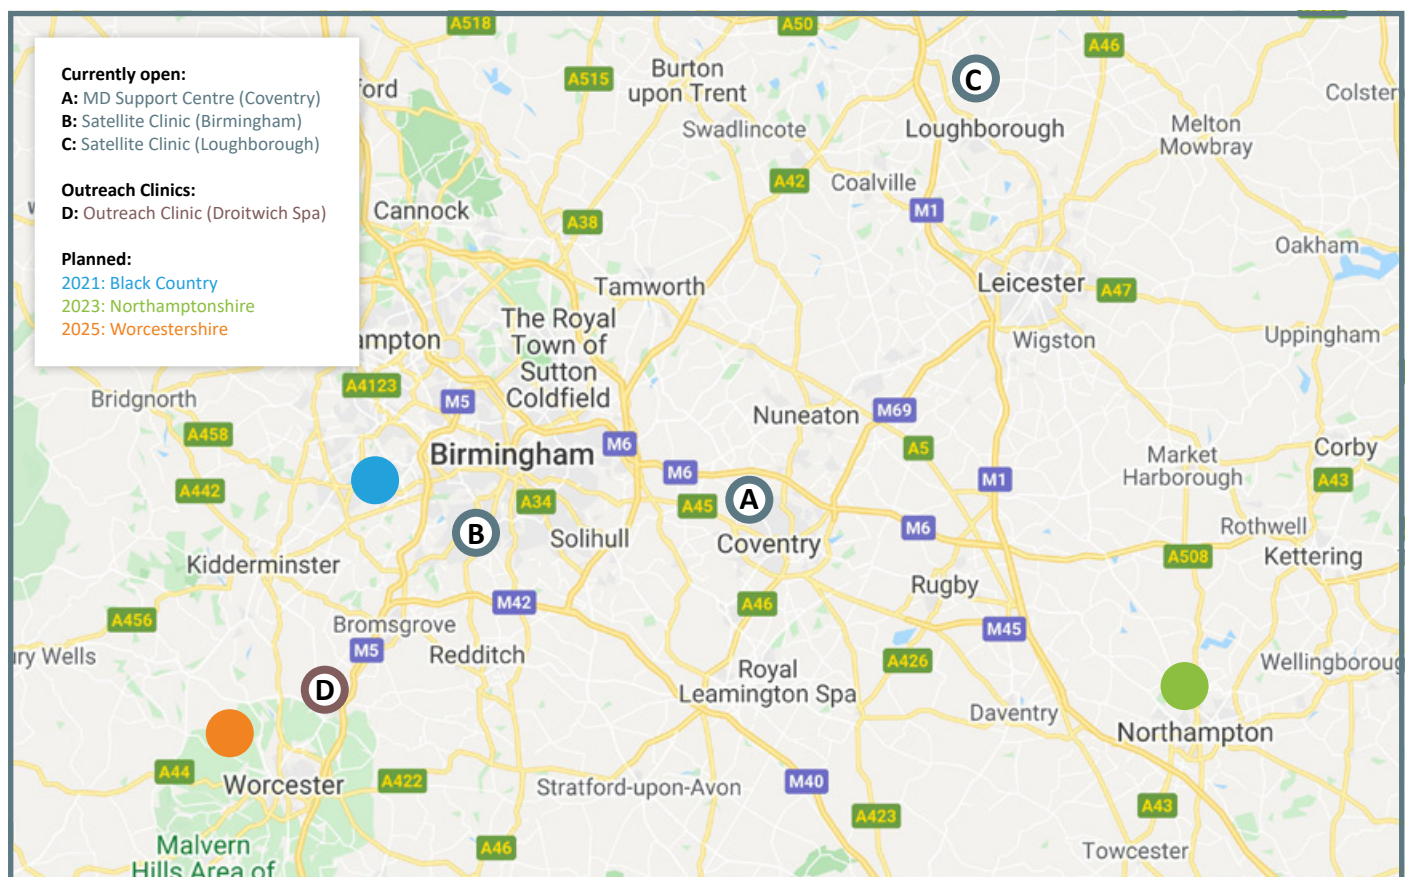 Currently open:
A: MD Support Centre (Coventry)
B: Satellite Clinic (Birmingham)
C: Satellite Clinic (Loughborough)
Outreach Clinics:
D: Outreach Clinic (Droitwich Spa)
Planned:
2021: Black Country
2023: Northamptonshire
2025: Worcestershire
A518
A50
A46
ford
A515
Burton
upon Trent
C
Colster
Swadlincote
Loughborough
Melton
Mowbray
A42
Coalville
Cannock
A38
M1
Oakham
Tamworth
Leicester
A47
The Royal
Town of
Sutton
Coldfield
ampton
Wigston
Uppingham
A4123
Bridgnorth
M5
Nuneaton
M69
A458
Birmingham
M6
A5
Corby
Market
Harborough
M6
M1
A43
A442
A34
A45
A
B
Solihull
Coventry
M6
Rothwell
Kidderminster
A508
Kettering
Rugby
M42
A46
A456
Bromsgrove
M45
M5
Redditch
ry Wells
A426
Wellingboroug
Royal
Leamington Spa
D
Daventry
Northampton
A44
Worcester
A422
Stratford-upon-Avon
M40
A43
A423
Malvern
Hills Area of
A46
Towcester